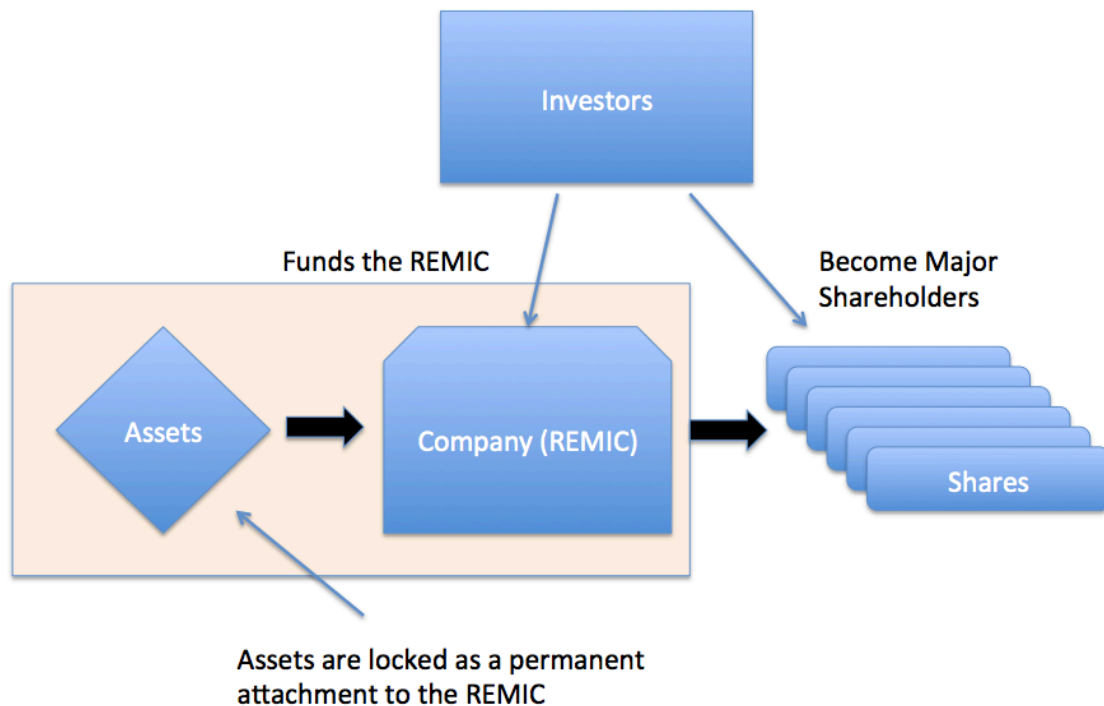 Investors
Funds the REMIC
Become Major
Shareholders
Assets
Company (REMIC)
Shares
Assets are locked as a permanent
attachment to the REMIC